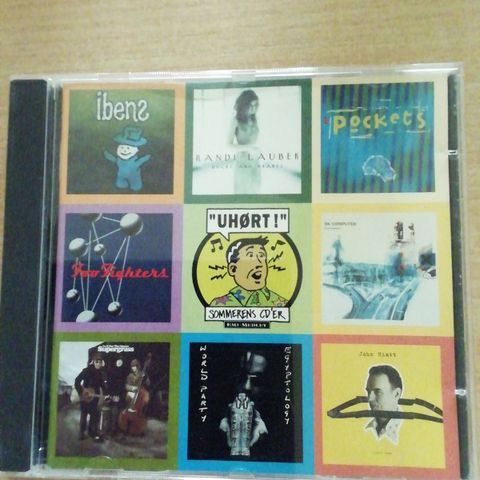 ibens
RANDI LAUBER
Pockets
Foo Fighters
"UHØRT!"
SOMMERENS CD'ER
EMI-MEDLEY
OK COMPUTER
Supergrass
WORLD PARTY
EGYPTOLOGY
John Hiatt